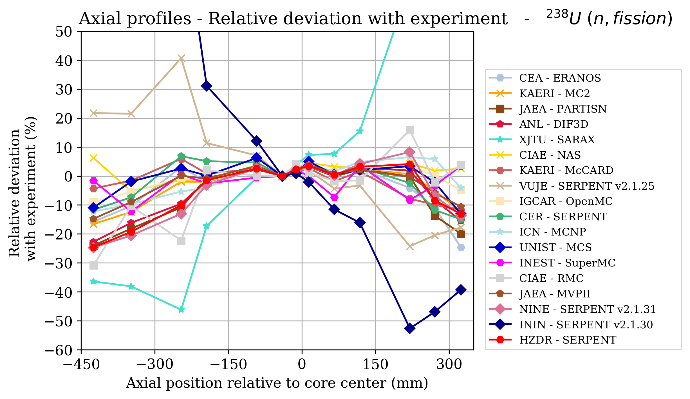 Axial profiles - Relative deviation with experiment - ²³⁸U (n, fission)
50
40
30
20
10
0
−10
−20
−30
−40
−50
−60
Relative deviation
with experiment (%)
−450
−300
−150
0
150
300
Axial position relative to core center (mm)
CEA - ERANOS
KAERI - MC2
JAEA - PARTISN
ANL - DIF3D
XJTU - SARAX
CIAE - NAS
KAERI - McCARD
VUJE - SERPENT v2.1.25
IGCAR - OpenMC
CER - SERPENT
ICN - MCNP
UNIST - MCS
INEST - SuperMC
CIAE - RMC
JAEA - MVPII
NINE - SERPENT v2.1.31
ININ - SERPENT v2.1.30
HZDR - SERPENT